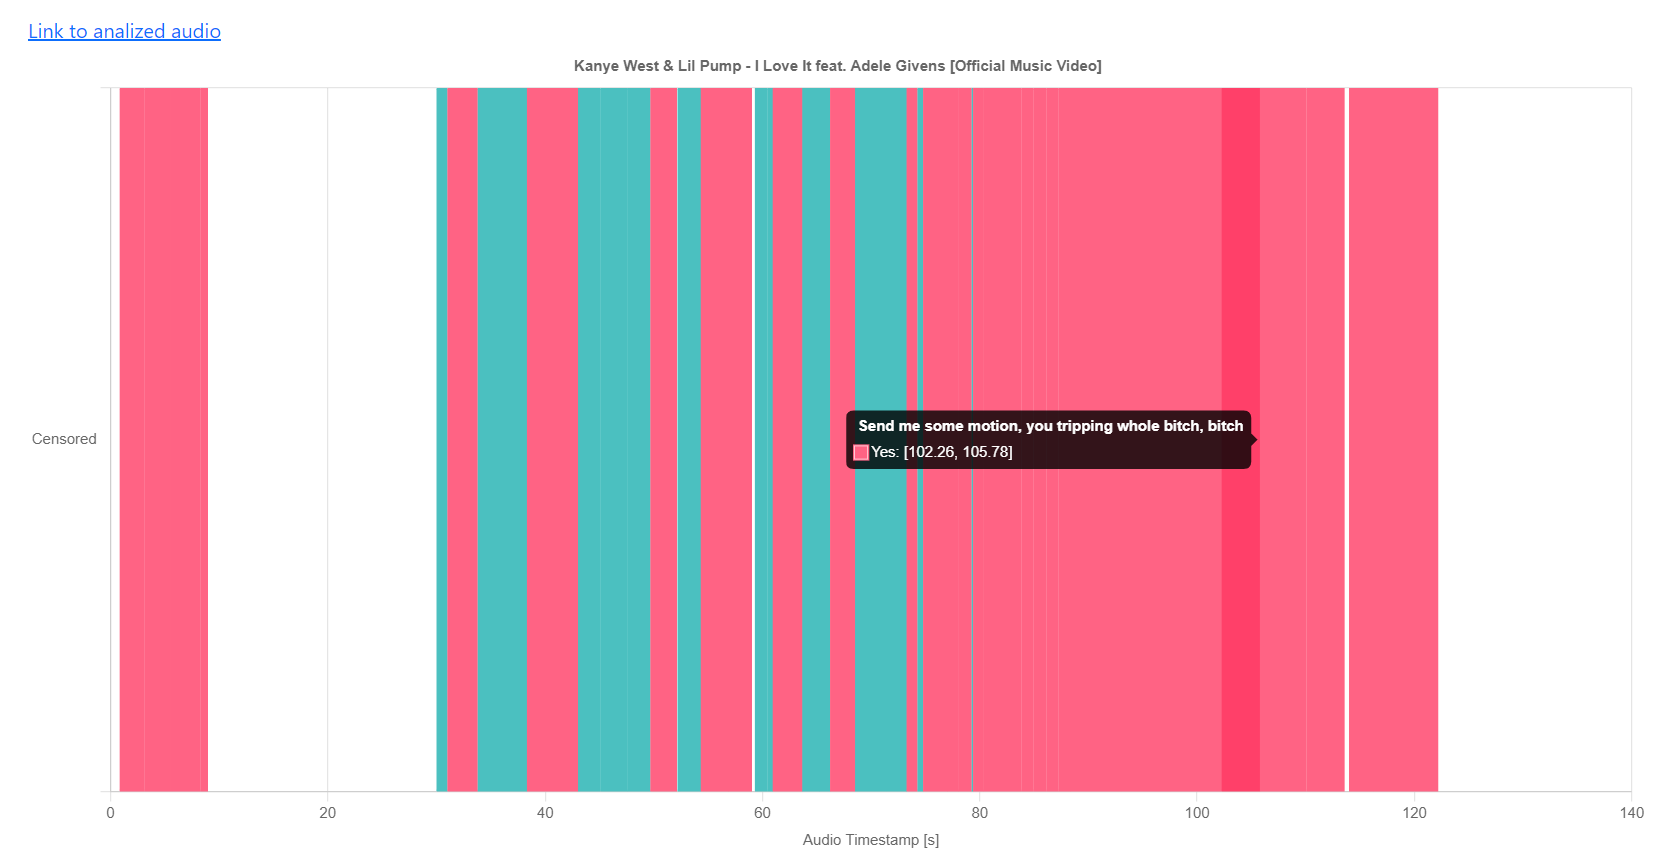 Link to analized audio
Kanye West & Lil Pump - I Love It feat. Adele Givens [Official Music Video]
Send me some motion, you tripping whole bitch, bitch
Yes: [102.26, 105.78]
Censored
0 20 40 60 80 100 120 140
Audio Timestamp [s]